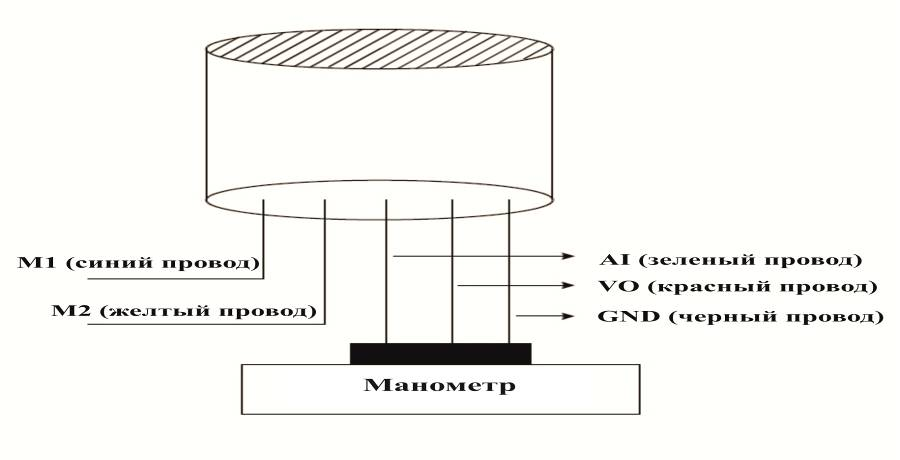 M1 (синий провод)
M2 (желтый провод)
AI (зеленый провод)
VO (красный провод)
GND (черный провод)
Манометр